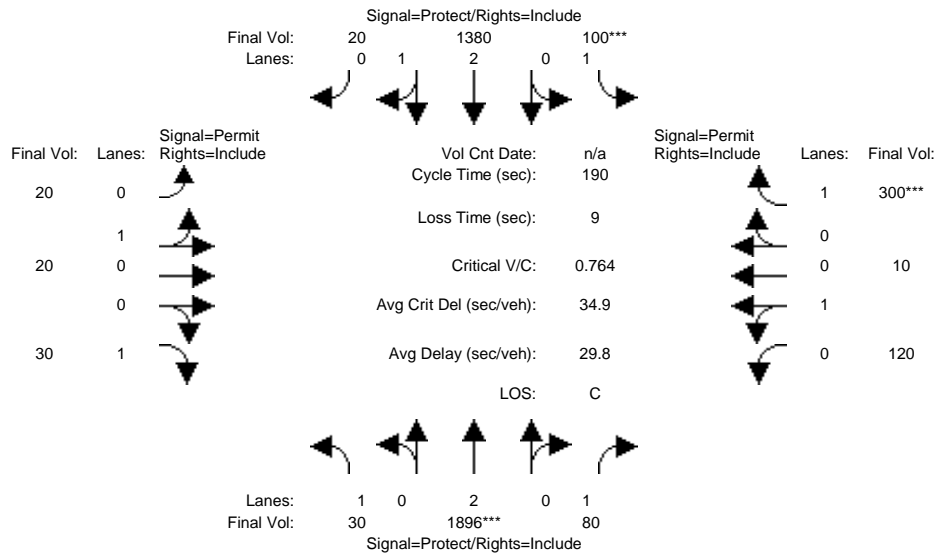 Signal=Protect/Rights=Include
Final Vol: 20 1380 100***
Lanes: 0 1 2 0 1
Signal=Permit Signal=Permit
Final Vol: Lanes: Rights=Include Vol Cnt Date: n/a Rights=Include Lanes: Final Vol:
Cycle Time (sec): 190
20 0 1 300***
Loss Time (sec): 9
1 0
20 0 Critical V/C: 0.764 0 10
0 Avg Crit Del (sec/veh): 34.9 1
30 1 Avg Delay (sec/veh): 29.8 0 120
LOS: C
Lanes: 1 0 2 0 1
Final Vol: 30 1896*** 80
Signal=Protect/Rights=Include